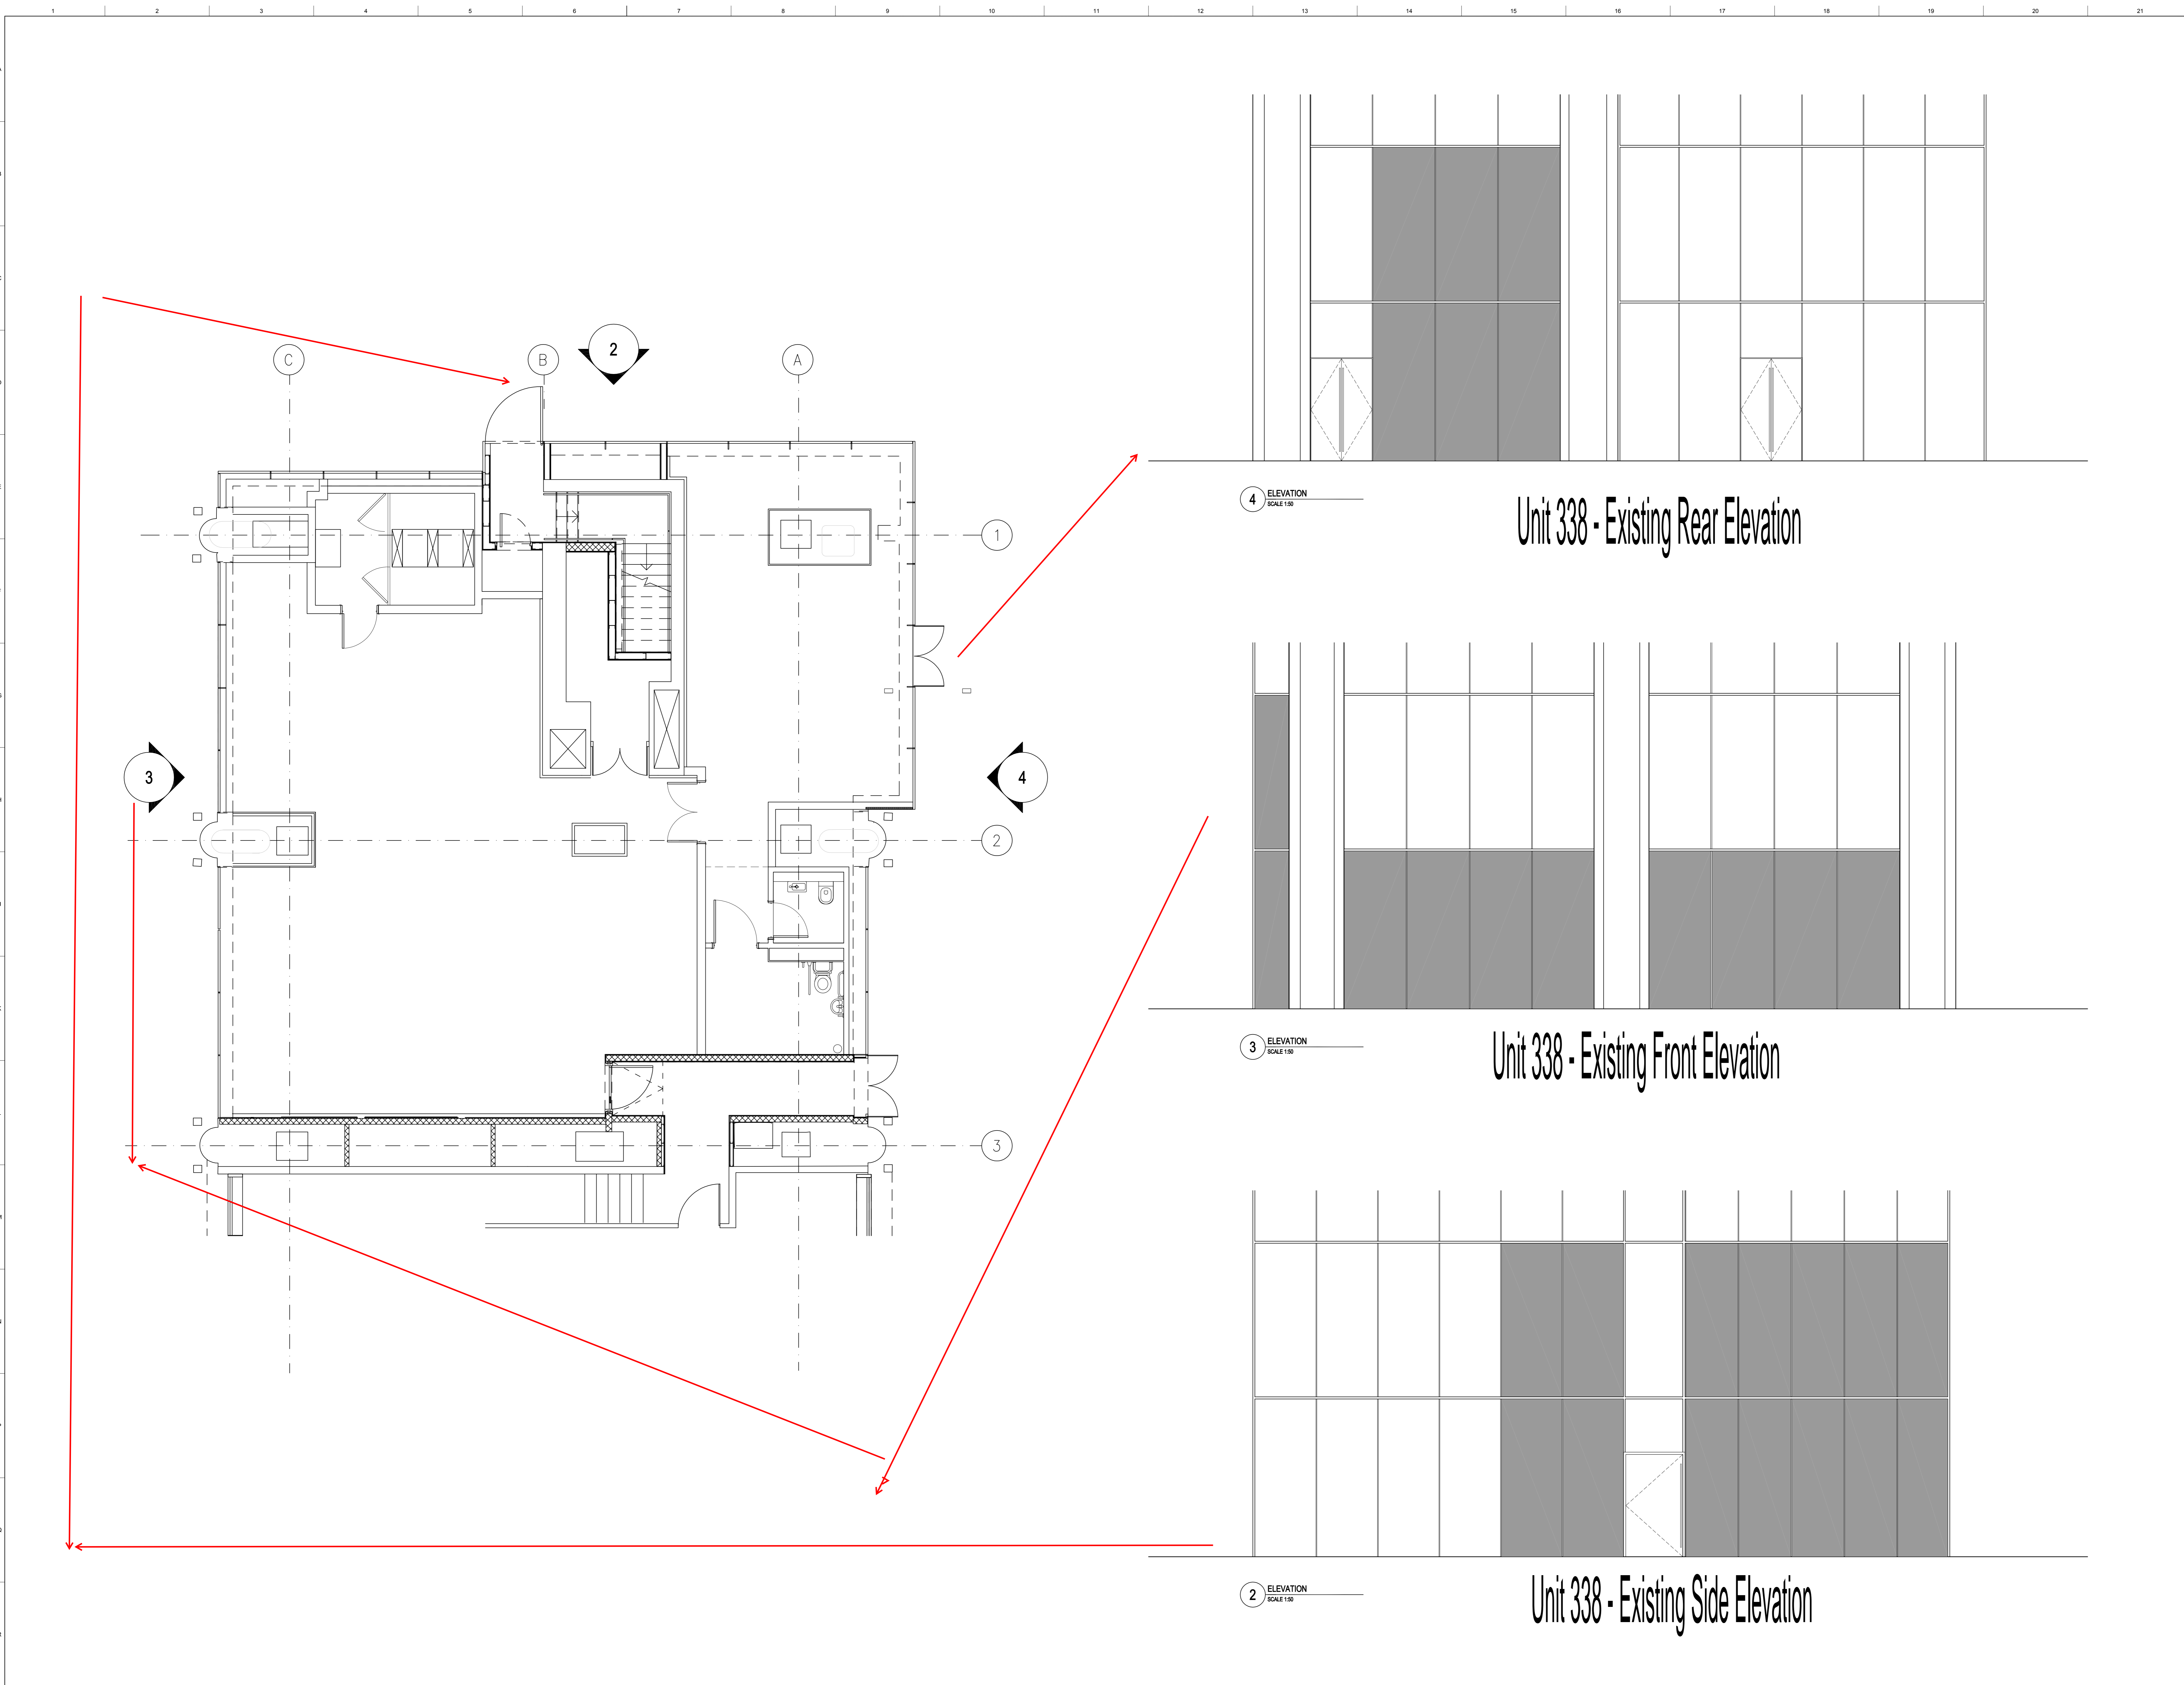 1 2 3 4 5 6 7 8 9 10 11 12 13 14 15 16 17 18 19 20 21
C
B
2
A
1
3
4
2
3
4 ELEVATION
SCALE 1:50
Unit 338 - Existing Rear Elevation
3 ELEVATION
SCALE 1:50
Unit 338 - Existing Front Elevation
2 ELEVATION
SCALE 1:50
Unit 338 - Existing Side Elevation